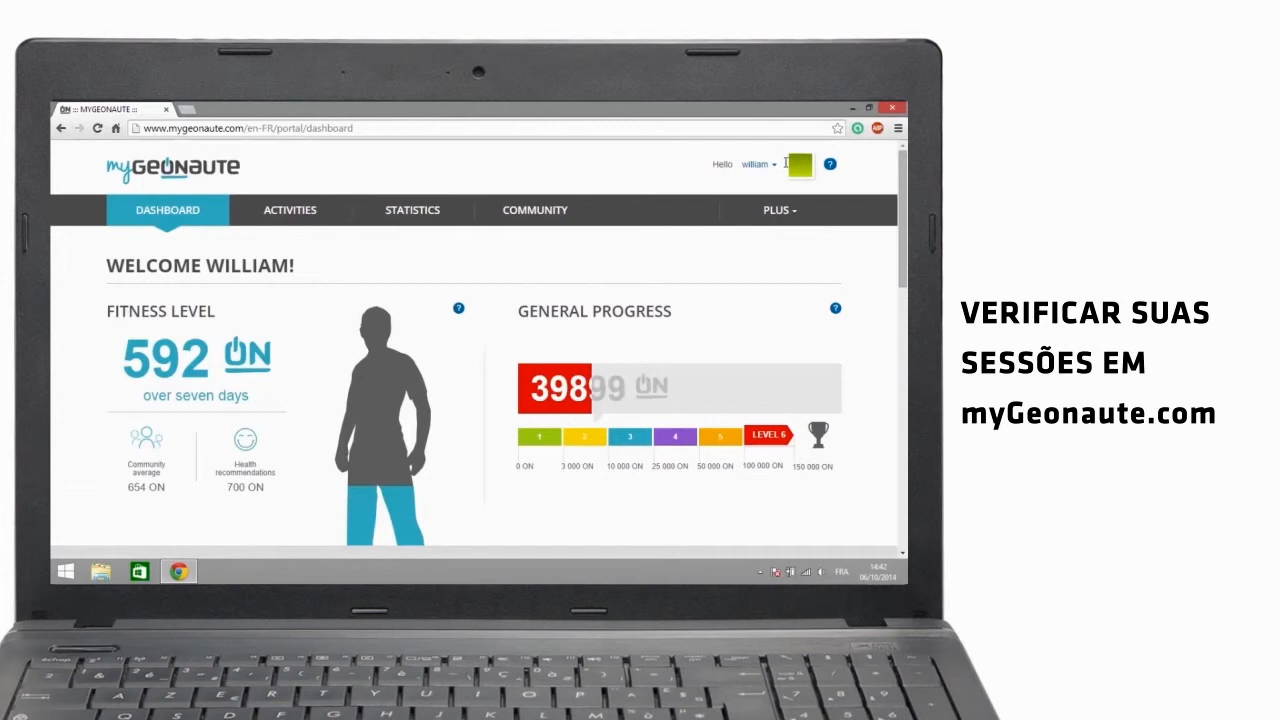 ON ::: MYGEONAUTE :::
www.mygeonaute.com/en-FR/portal/dashboard
myGEONAUTE
Hello william
DASHBOARD ACTIVITIES STATISTICS COMMUNITY PLUS
WELCOME WILLIAM!
FITNESS LEVEL
592 ON
over seven days
Community
average
654 ON
Health
recommendations
700 ON
GENERAL PROGRESS
39899 ON
1 2 3 4 5 LEVEL 6
0 ON 3 000 ON 10 000 ON 25 000 ON 50 000 ON 100 000 ON 150 000 ON
FRA
14:42
06/10/2014
VERIFICAR SUAS
SESSÕES EM
myGeonaute.com
A Z E R T Y U I O P
Q S D F G H J K L M